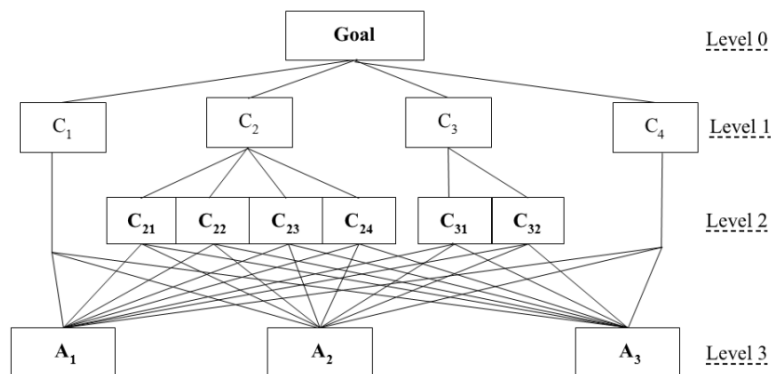 Goal Level 0
C₁ C₂ C₃ C₄ Level 1
C₂₁ C₂₂ C₂₃ C₂₄ C₃₁ C₃₂ Level 2
A₁ A₂ A₃ Level 3